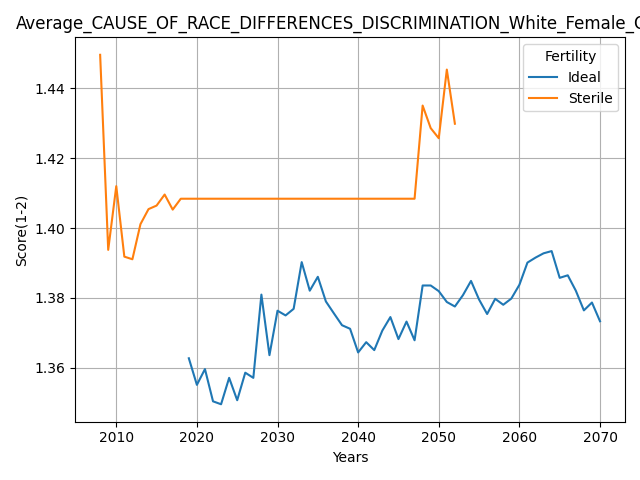 Average_CAUSE_OF_RACE_DIFFERENCES_DISCRIMINATION_White_Female_
Fertility
Ideal
Sterile
Score(1-2)
1.44
1.42
1.40
1.38
1.36
2010 2020 2030 2040 2050 2060 2070
Years